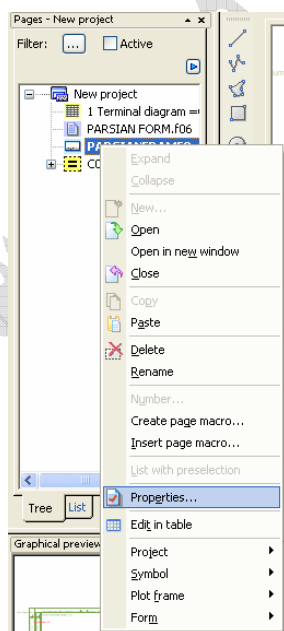 Pages - New project
Filter: ... Active
New project
1 Terminal diagram =
PARSIAN FORM.f06
Expand
Collapse
New...
Open
Open in new window
Close
Copy
Paste
Delete
Rename
Number...
Create page macro...
Insert page macro...
List with preselection
Properties...
Edit in table
Project
Symbol
Plot frame
Form
Tree List
Graphical preview